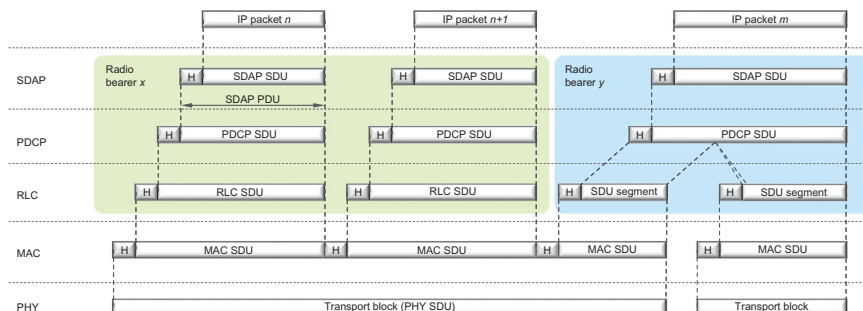 IP packet n
IP packet n+1
IP packet m
SDAP
Radio bearer x
H
SDAP SDU
H
SDAP SDU
Radio bearer y
H
SDAP SDU
SDAP PDU
PDCP
H
PDCP SDU
H
PDCP SDU
H
PDCP SDU
RLC
H
RLC SDU
H
RLC SDU
H
SDU segment
H
SDU segment
MAC
H
MAC SDU
H
MAC SDU
H
MAC SDU
H
MAC SDU
PHY
Transport block (PHY SDU)
Transport block